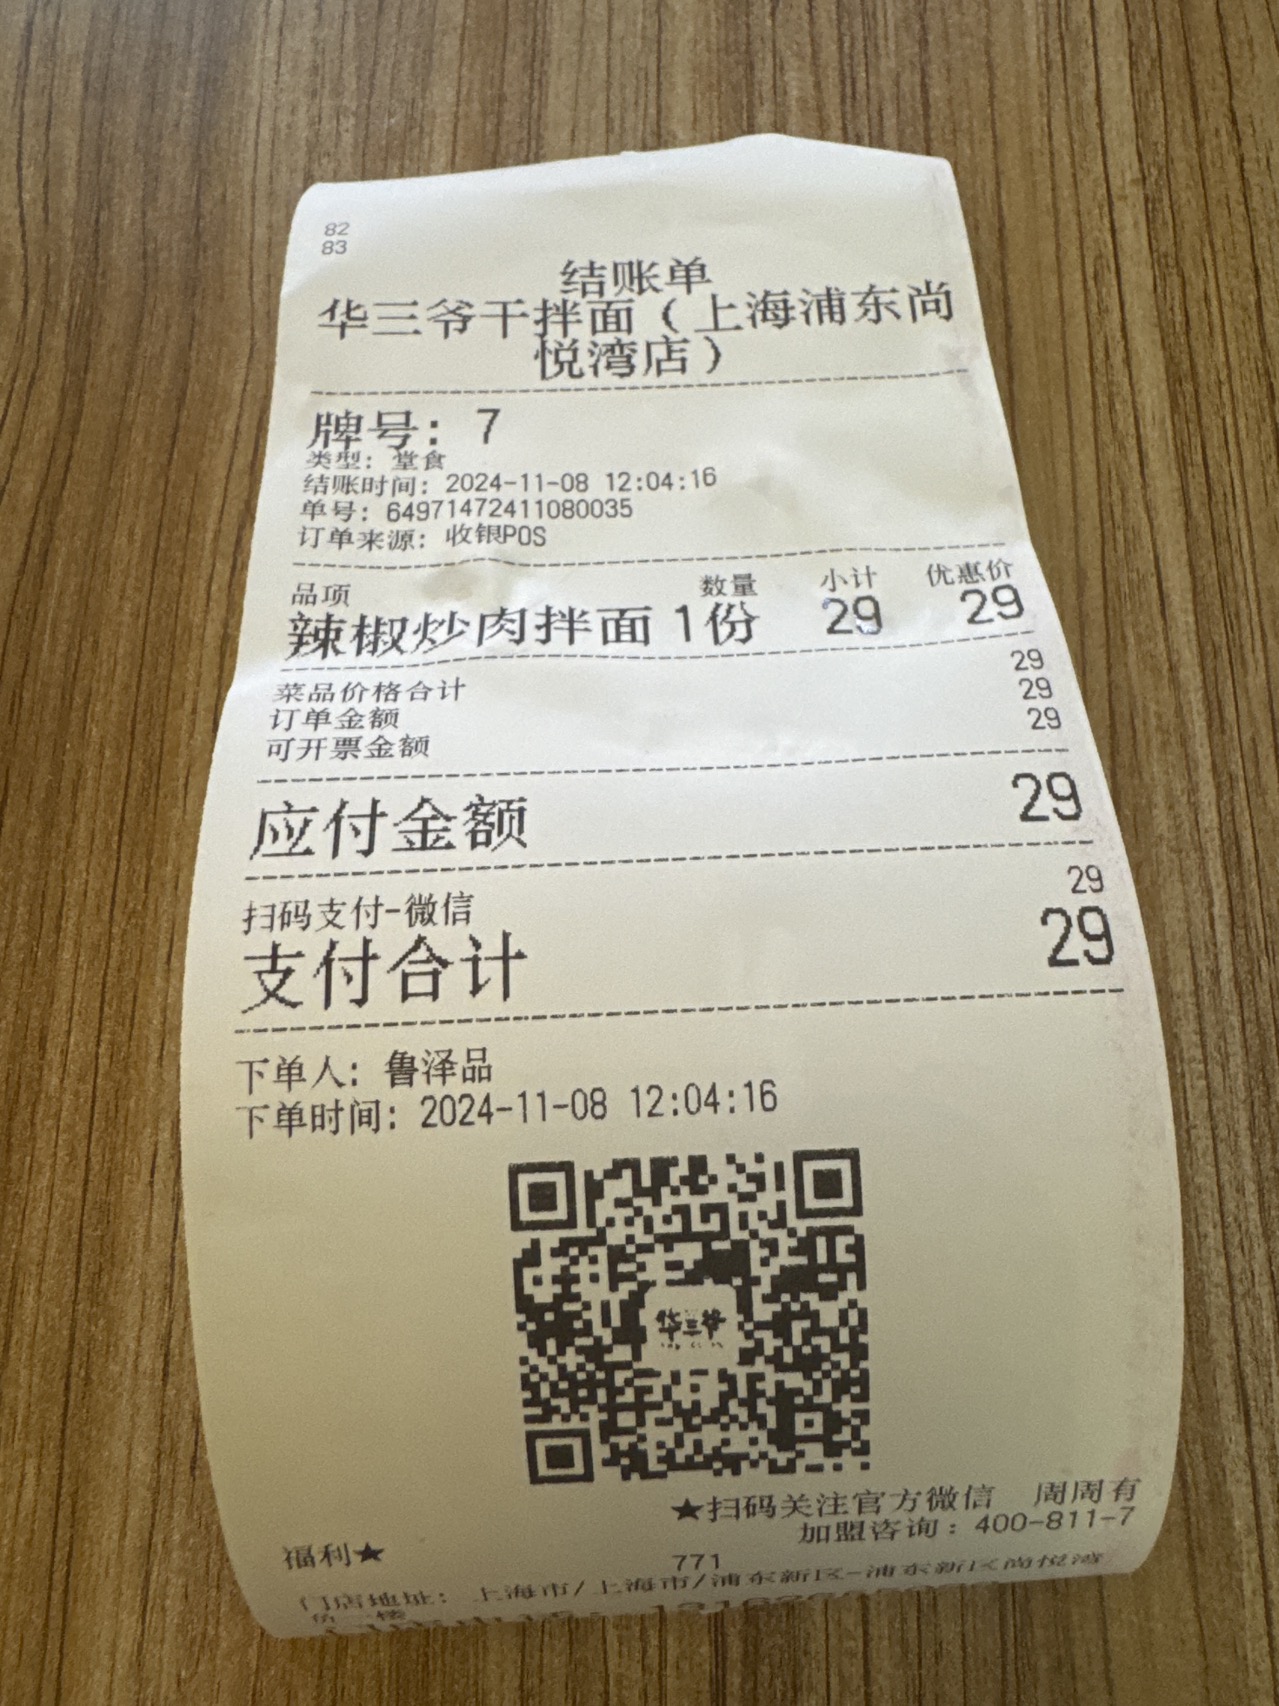 82
83
结账单
华三爷干拌面（上海浦东尚
悦湾店）
牌号: 7
类型: 堂食
结账时间: 2024-11-08 12:04:16
单号: 64971472411080035
订单来源: 收银POS
品项 数量 小计 优惠价
辣椒炒肉拌面 1份 29 29
菜品价格合计 29
订单金额 29
可开票金额 29
应付金额 29
扫码支付-微信 29
支付合计 29
下单人: 鲁泽品
下单时间: 2024-11-08 12:04:16
华三爷
★扫码关注官方微信 周周有
福利★
加盟咨询: 400-811-7
771
门店地址: 上海市/上海市/浦东新区-浦东新区尚悦湾